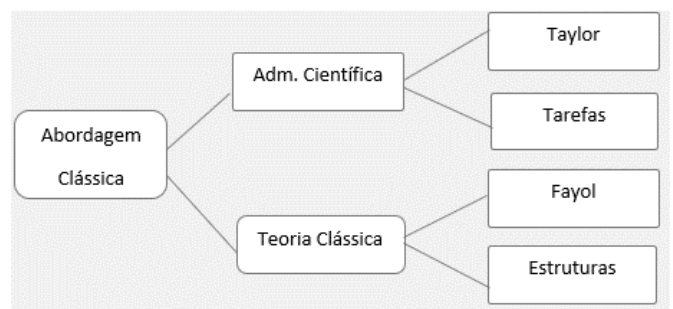 Abordagem
Clássica
Adm. Científica
Teoria Clássica
Taylor
Tarefas
Fayol
Estruturas